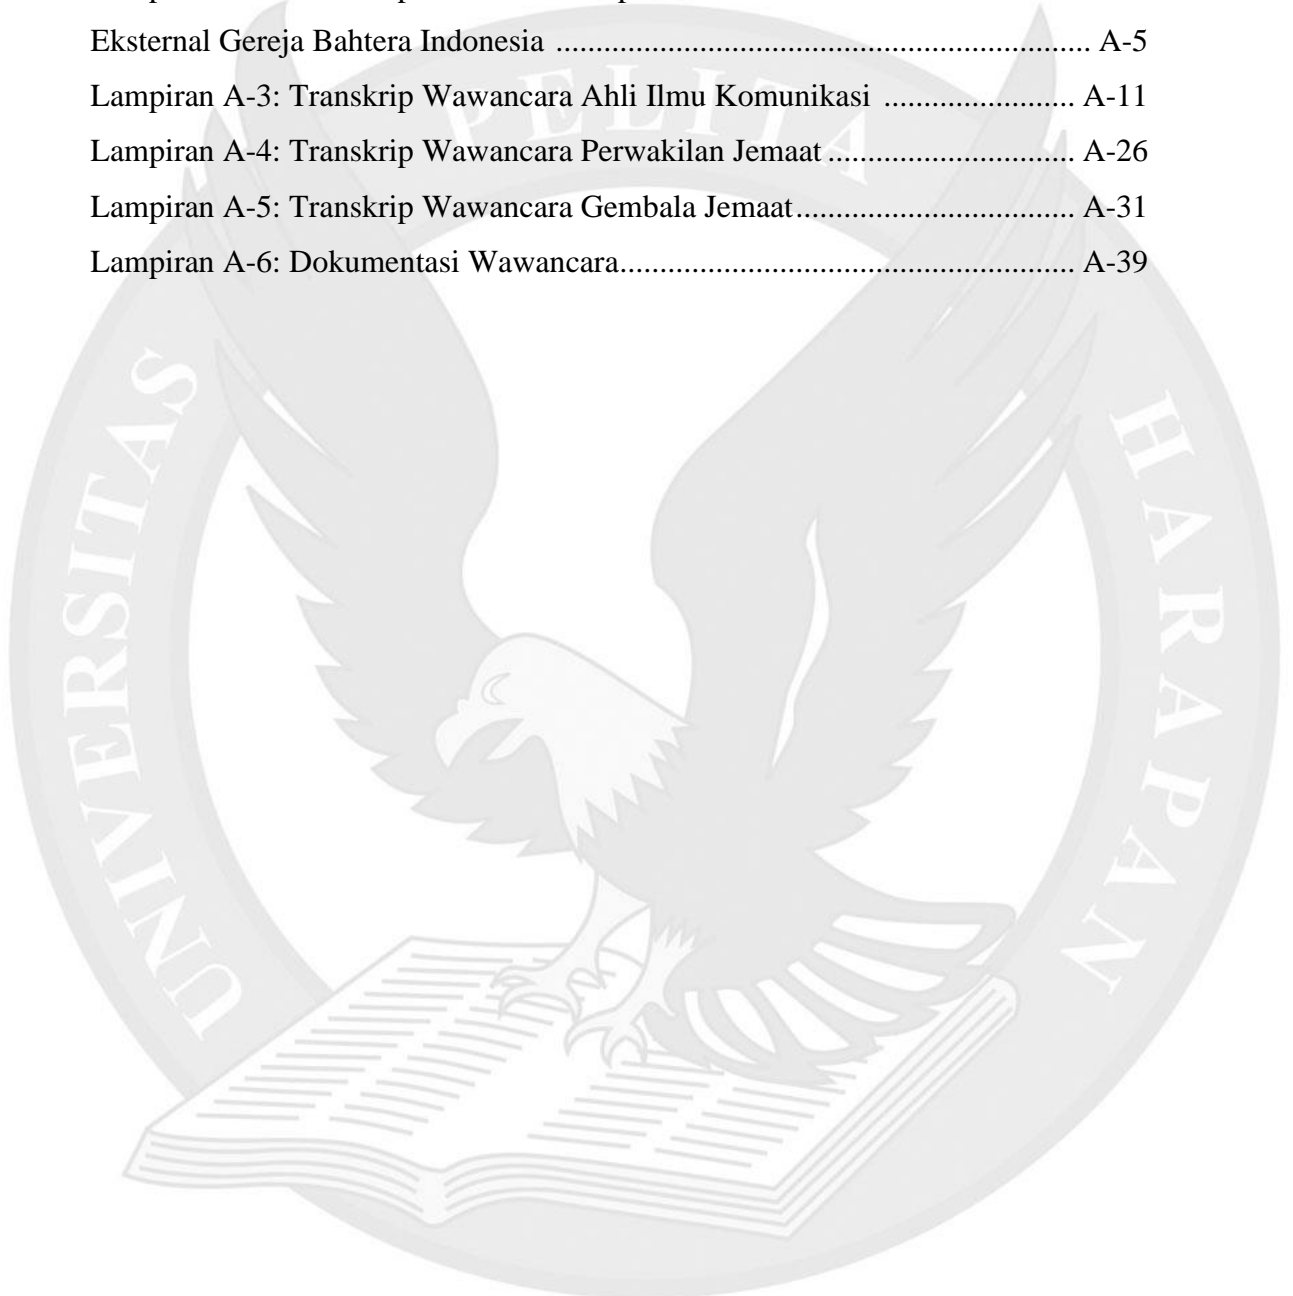 Eksternal Gereja Bahtera Indonesia ................................................................... A-5
Lampiran A-3: Transkrip Wawancara Ahli Ilmu Komunikasi ........................ A-11
Lampiran A-4: Transkrip Wawancara Perwakilan Jemaat ............................... A-26
Lampiran A-5: Transkrip Wawancara Gembala Jemaat................................... A-31
Lampiran A-6: Dokumentasi Wawancara......................................................... A-39
UNIVERSITAS PELITA HARAPAN